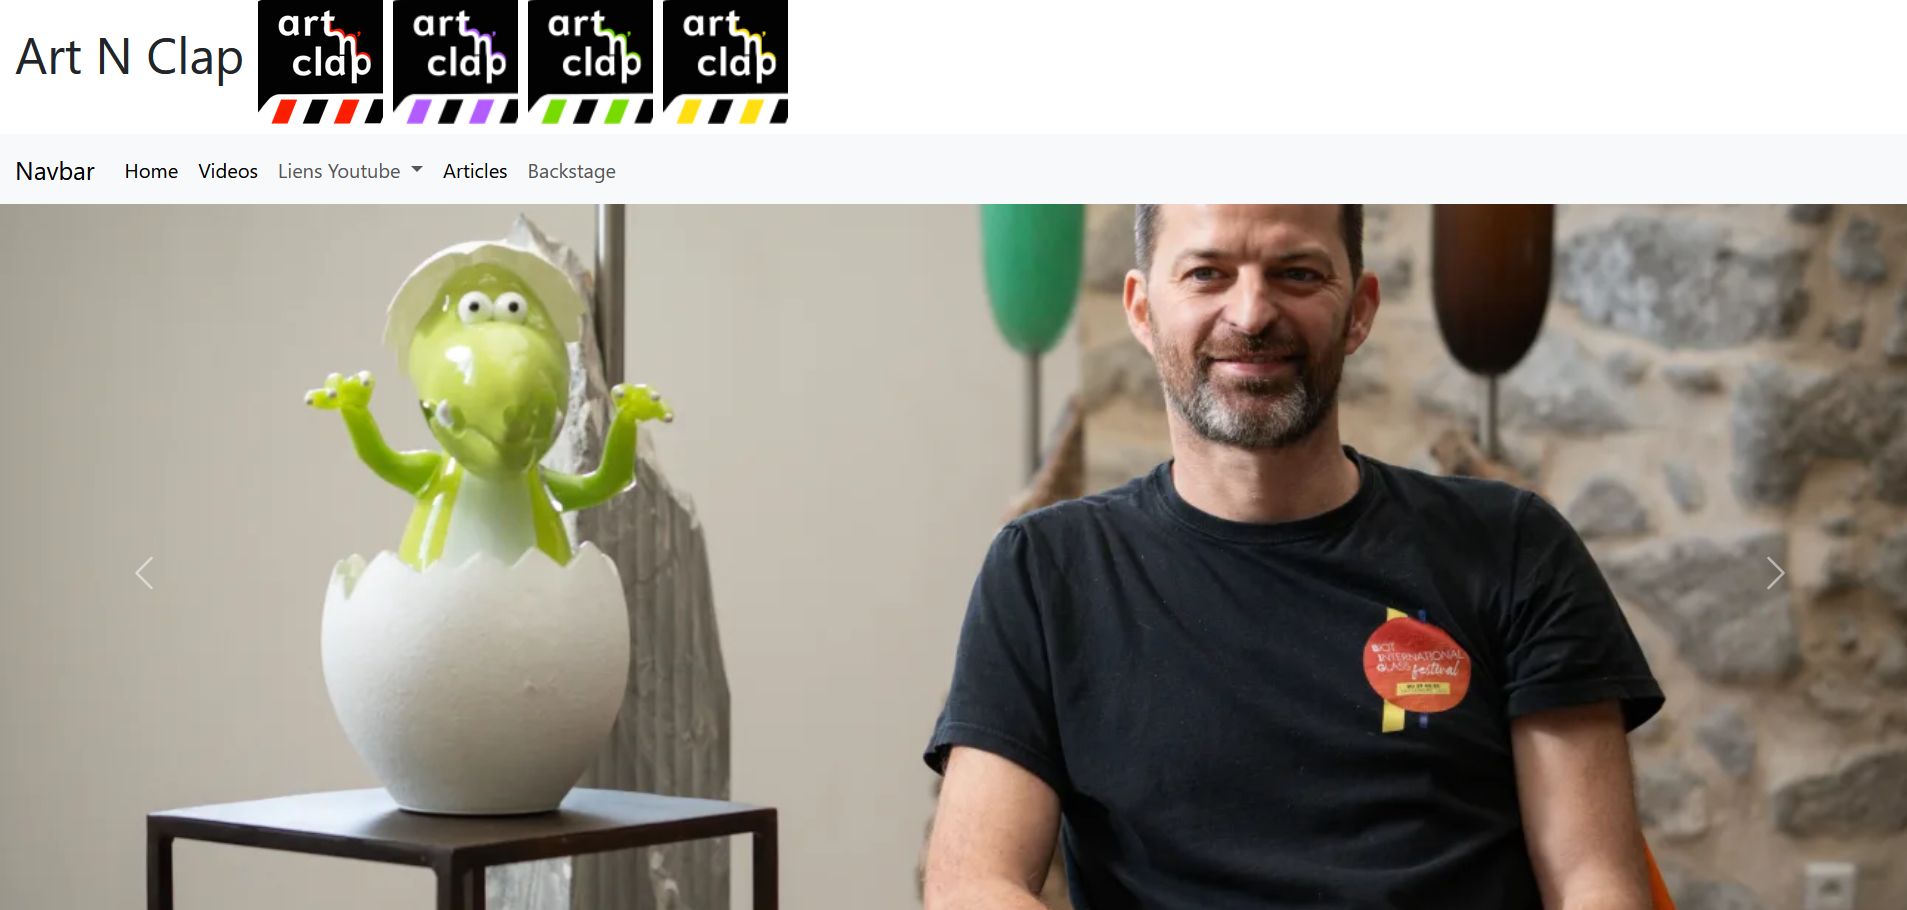 Art N Clap
art n' clap
art n' clap
art n' clap
art n' clap
Navbar Home Videos Liens Youtube Articles Backstage
BIOT
INTERNATIONAL
GLASS festival